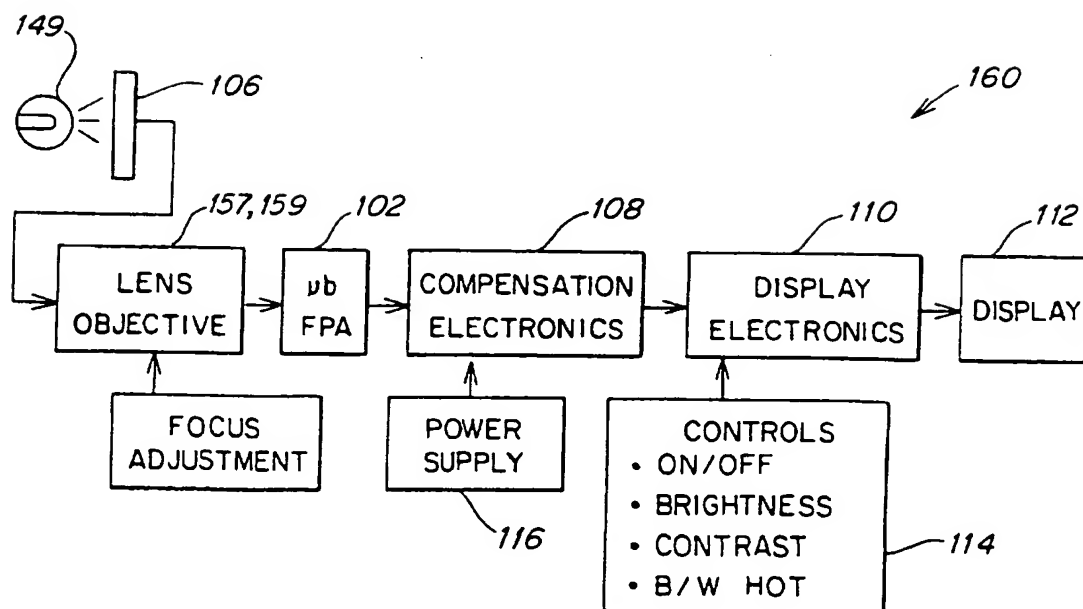 149
106
160
157,159
102
108
110
112
LENS
OBJECTIVE
μb
FPA
COMPENSATION
ELECTRONICS
DISPLAY
ELECTRONICS
DISPLAY
FOCUS
ADJUSTMENT
POWER
SUPPLY
116
CONTROLS
• ON/OFF
• BRIGHTNESS
• CONTRAST
• B/W HOT
114